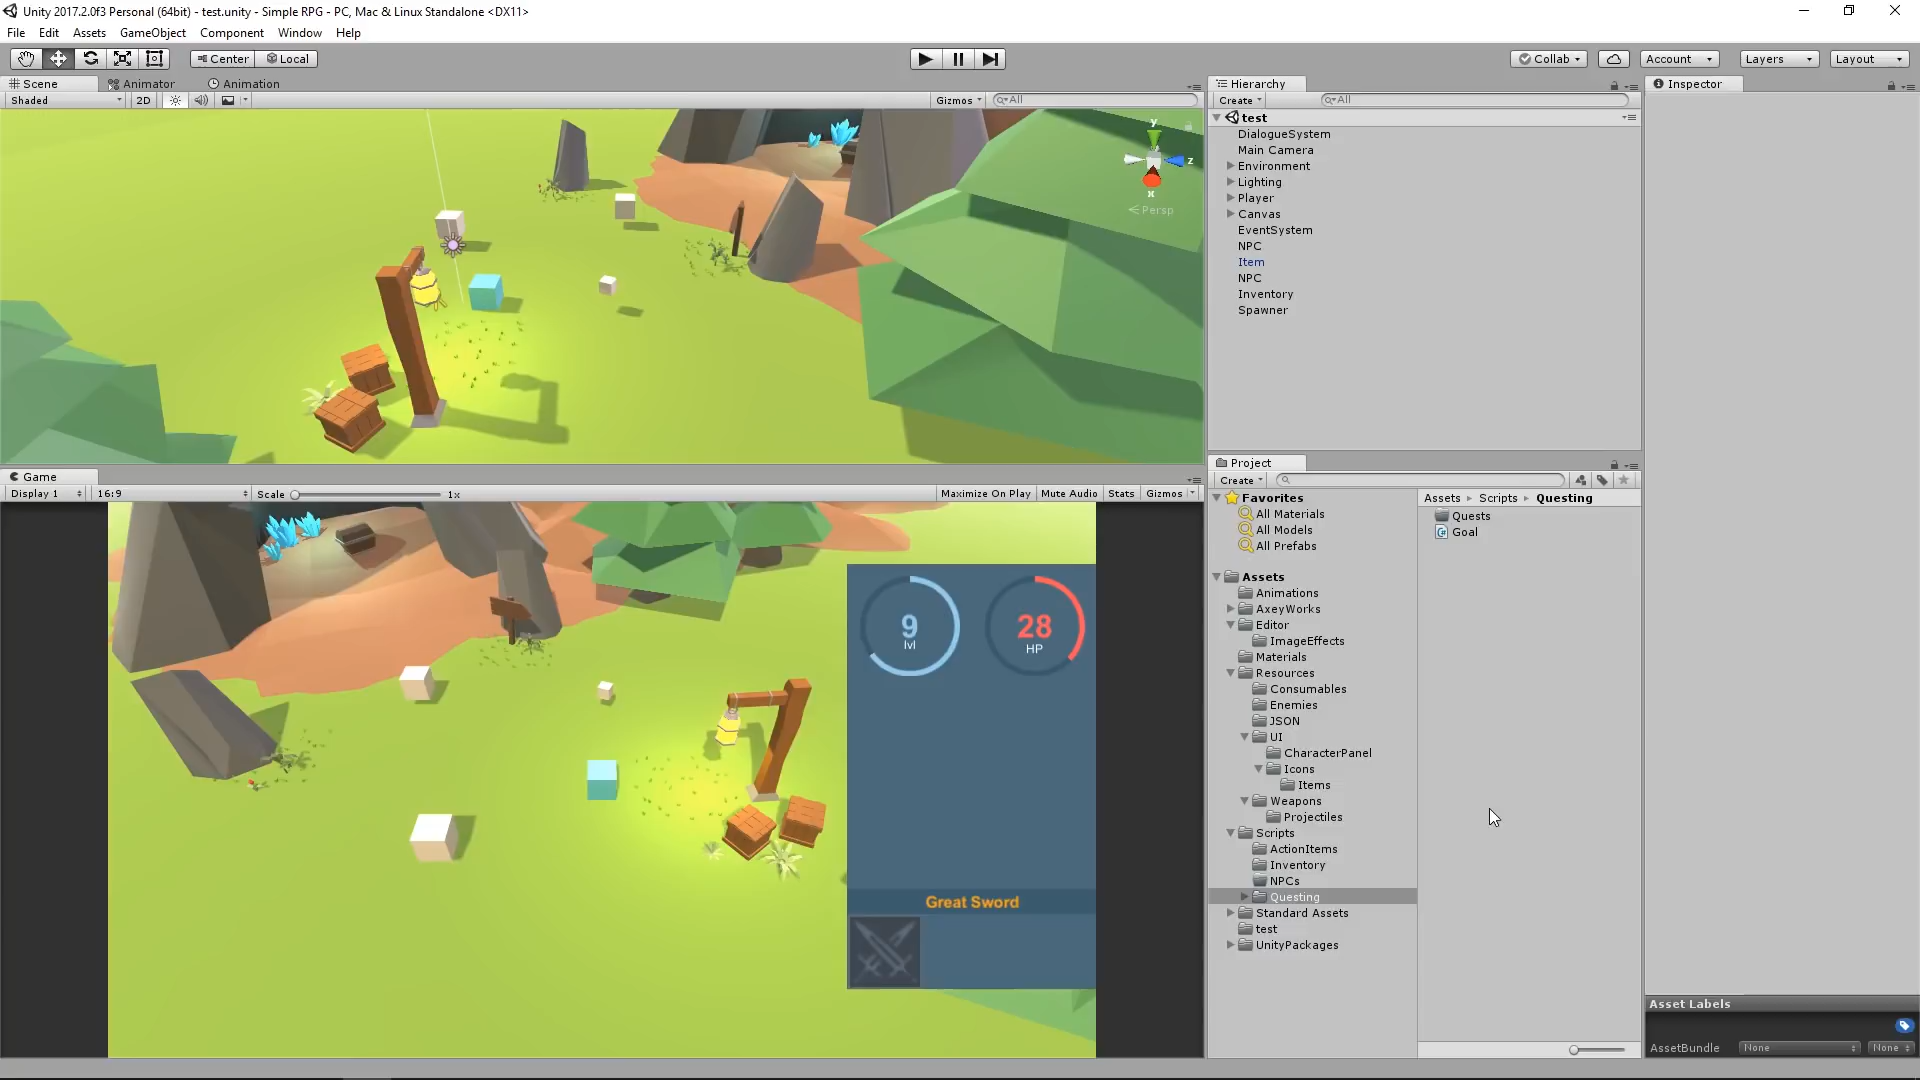 Unity 2017.2.0f3 Personal (64bit) - test.unity - Simple RPG - PC, Mac & Linux Standalone <DX11>
File Edit Assets GameObject Component Window Help
Center Local Collab Account Layers Layout
Scene Animator Animation
Shaded 2D Gizmos All
y
z
x
Persp
Game
Display 1 16:9 Scale 1x Maximize On Play Mute Audio Stats Gizmos
9
lvl
28
HP
Great Sword
Hierarchy
Create All
test
DialogueSystem
Main Camera
Environment
Lighting
Player
Canvas
EventSystem
NPC
Item
NPC
Inventory
Spawner
Project
Create
Favorites
All Materials
All Models
All Prefabs
Assets
Animations
AxeyWorks
Editor
ImageEffects
Materials
Resources
Consumables
Enemies
JSON
UI
CharacterPanel
Icons
Items
Weapons
Projectiles
Scripts
ActionItems
Inventory
NPCs
Questing
Standard Assets
test
UnityPackages
Assets Scripts Questing
Quests
Goal
Inspector
Asset Labels
AssetBundle None None